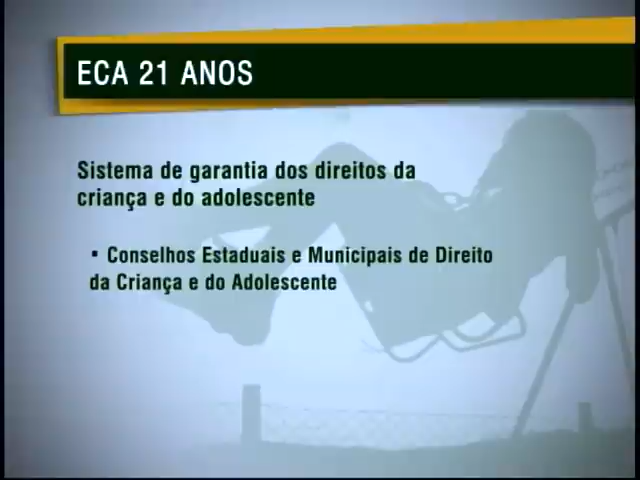 ECA 21 ANOS
Sistema de garantia dos direitos da
criança e do adolescente
• Conselhos Estaduais e Municipais de Direito
da Criança e do Adolescente